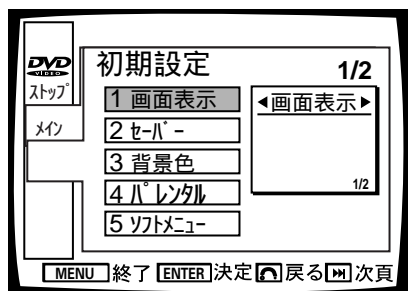 DVD
VIDEO
ストップ
メイン
初期設定
1/2
1 画面表示
2 セーバー
3 背景色
4 パレンタル
5 ソフトメニュー
◀画面表示▶
1/2
MENU 終了 ENTER 決定 戻る 次頁